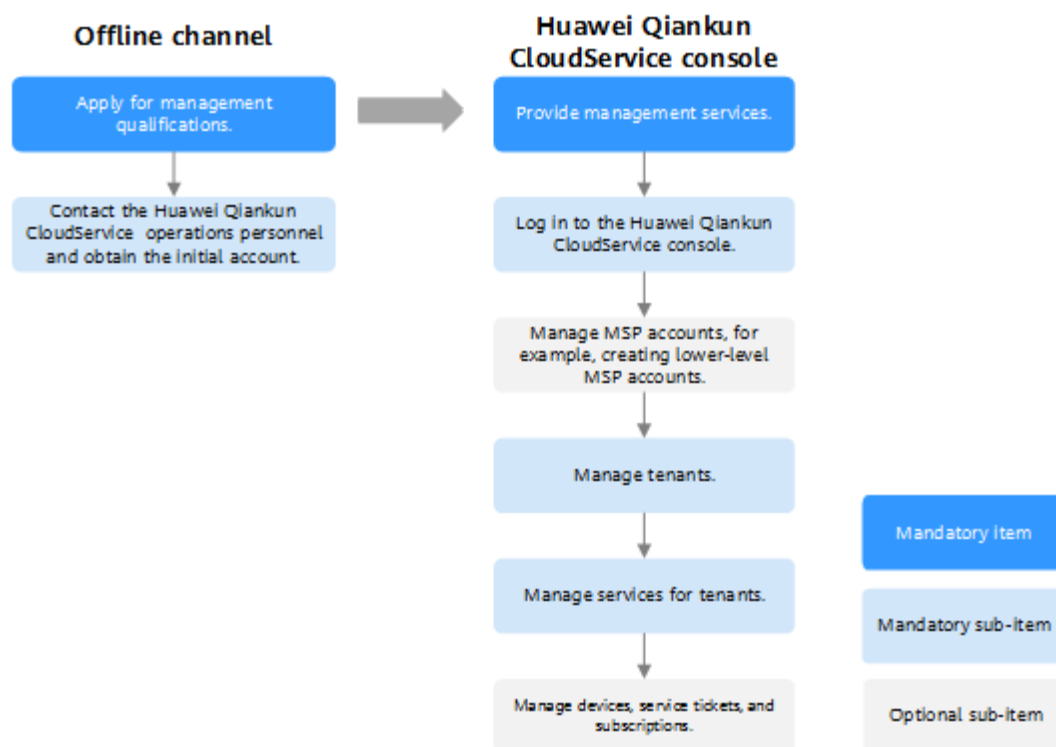 Offline channel
Apply for management
qualifications.
Contact the Huawei Qiankun
CloudService operations personnel
and obtain the initial account.
Huawei Qiankun
CloudService console
Provide management services.
Log in to the Huawei Qiankun
CloudService console.
Manage MSP accounts, for
example, creating lower-level
MSP accounts.
Manage tenants.
Manage services for tenants.
Manage devices, service tickets, and
subscriptions.
Mandatory item
Mandatory sub-item
Optional sub-item